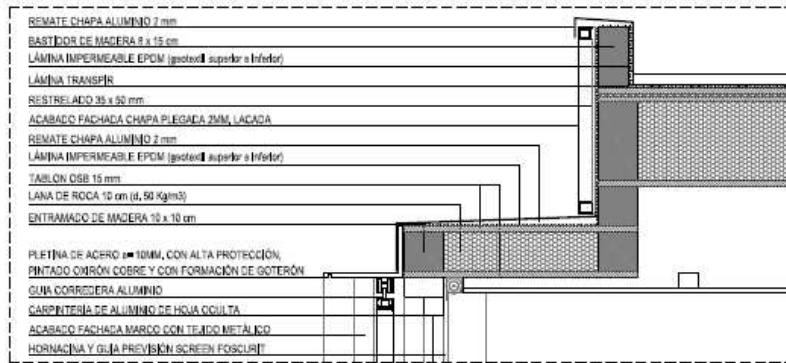 REMATE CHAPA ALUMINIO 2 mm
BASTIDOR DE MADERA 8 x 15 cm
LÁMINA IMPERMEABLE EPDM (geotextil superior e inferior)
LÁMINA TRANSPIR
RESTRELADO 35 x 50 mm
ACABADO FACHADA CHAPA PLEGADA 2MM, LACADA
REMATE CHAPA ALUMINIO 2 mm
LÁMINA IMPERMEABLE EPDM (geotextil superior e inferior)
TABLON OSB 15 mm
LANA DE ROCA 10 cm (d. 50 Kg/m3)
ENTRAMADO DE MADERA 10 x 10 cm
PLETINA DE ACERO e= 10MM, CON ALTA PROTECCIÓN,
PINTADO OXIRÓN COBRE Y CON FORMACIÓN DE GOTERÓN
GUIA CORREDERA ALUMINIO
CARPINTERÍA DE ALUMINIO DE HOJA OCULTA
ACABADO FACHADA MARCO CON TEJIDO METÁLICO
HORNACINA Y GUÍA PREVISIÓN SCREEN FOSCURIT